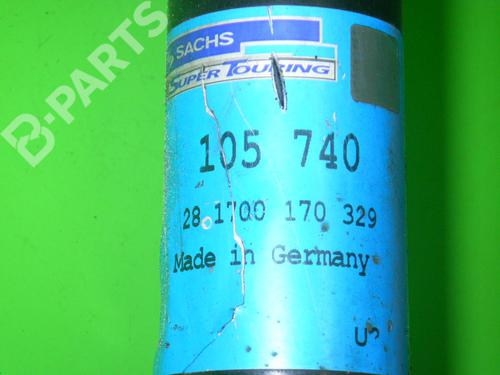 B-PARTS
SACHS
SUPER TOURING
105 740
28 1700 170 329
Made in Germany